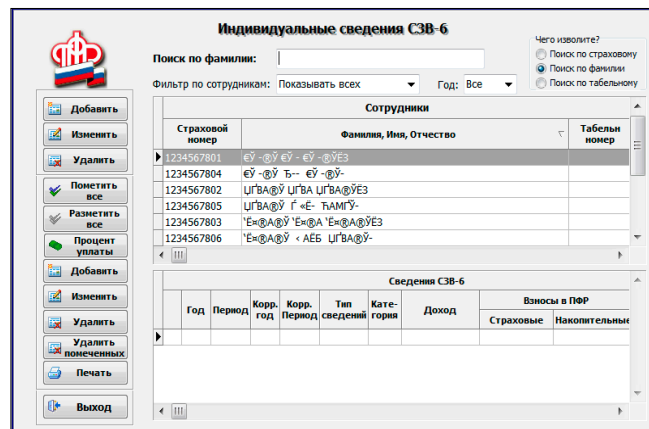 Индивидуальные сведения СЗВ-6
Чего изволите?
Поиск по страховому
Поиск по фамилии
Поиск по табельному
Поиск по фамилии:
Фильтр по сотрудникам: Показывать всех Год: Все
Добавить
Изменить
Удалить
Пометить все
Разметить все
Процент уплаты
Добавить
Изменить
Удалить
Удалить помеченных
Печать
Выход
Сотрудники
Страховой номер
Фамилия, Имя, Отчество
Табельн номер
1234567801
1234567804
1234567802
1234567805
1234567803
1234567806
Сведения СЗВ-6
Год Период Корр. год Корр. Период Тип сведений Кате- гория Доход Взносы в ПФР
Страховые Накопительные